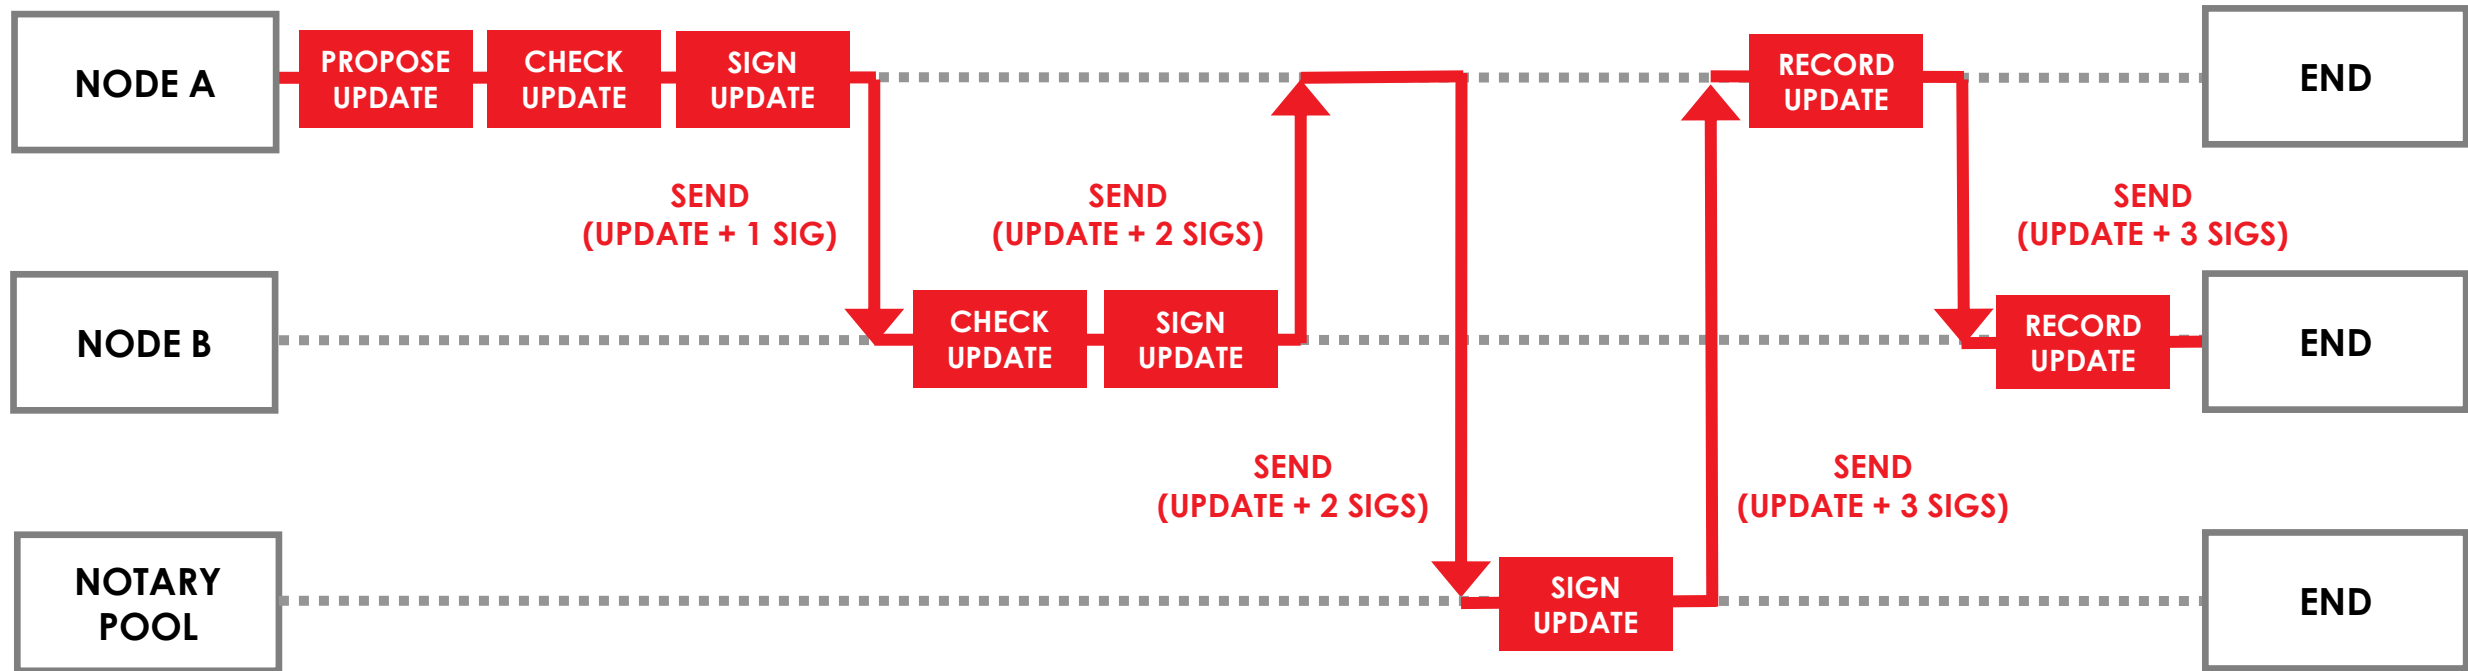 NODE A
PROPOSE
UPDATE
CHECK
UPDATE
SIGN
UPDATE
RECORD
UPDATE
END
SEND
(UPDATE + 1 SIG)
SEND
(UPDATE + 2 SIGS)
SEND
(UPDATE + 3 SIGS)
NODE B
CHECK
UPDATE
SIGN
UPDATE
RECORD
UPDATE
END
SEND
(UPDATE + 2 SIGS)
SEND
(UPDATE + 3 SIGS)
NOTARY
POOL
SIGN
UPDATE
END